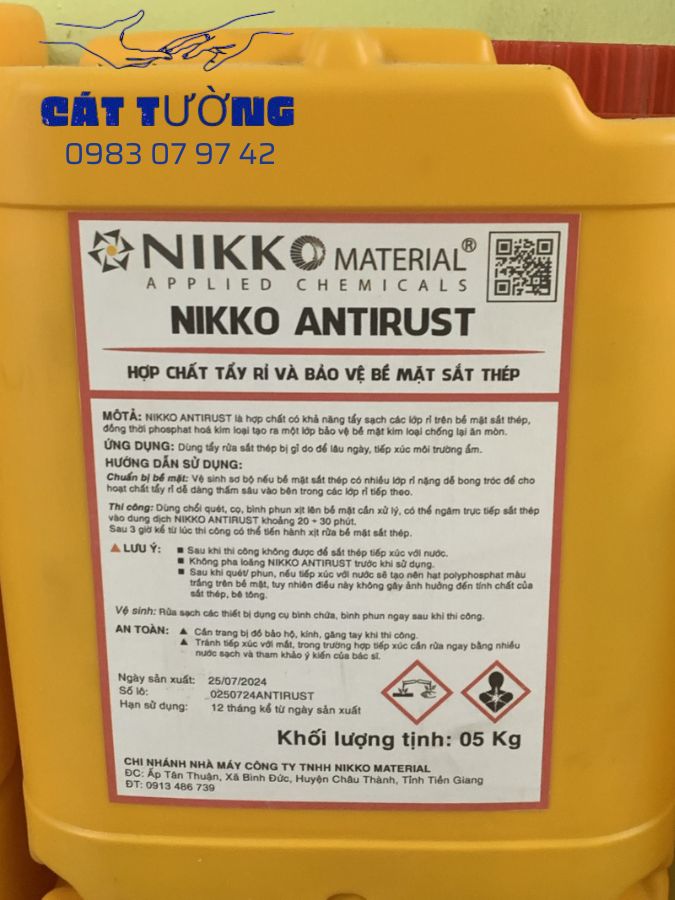 CÁT TƯỜNG
0983 07 97 42
NIKKO MATERIAL®
APPLIED CHEMICALS
NIKKO ANTIRUST
HỢP CHẤT TẨY RỈ VÀ BẢO VỆ BỀ MẶT SẮT THÉP
MÔTẢ: NIKKO ANTIRUST là hợp chất có khả năng tẩy sạch các lớp rỉ trên bề mặt sắt thép,
đồng thời phosphat hoá kim loại tạo ra một lớp bảo vệ bề mặt kim loại chống lại ăn mòn.
ỨNG DỤNG: Dùng tẩy rửa sắt thép bị gỉ do để lâu ngày, tiếp xúc môi trường ẩm.
HƯỚNG DẪN SỬ DỤNG:
Chuẩn bị bề mặt: Vệ sinh sơ bộ nếu bề mặt sắt thép có nhiều lớp rỉ nặng dễ bong tróc để cho
hoạt chất tẩy rỉ dễ dàng thấm sâu vào bên trong các lớp rỉ tiếp theo.
Thi công: Dùng chổi quét, cọ, bình phun xịt lên bề mặt cần xử lý, có thể ngâm trực tiếp sắt thép
vào dung dịch NIKKO ANTIRUST khoảng 20 ÷ 30 phút.
Sau 3 giờ kể từ lúc thi công có thể tiến hành xịt rửa bề mặt sắt thép.
▲ LƯU Ý: ■ Sau khi thi công không được để sắt thép tiếp xúc với nước.
■ Không pha loãng NIKKO ANTIRUST trước khi sử dụng.
■ Sau khi quét/ phun, nếu tiếp xúc với nước sẽ tạo nên hạt polyphosphat màu
trắng trên bề mặt, tuy nhiên điều này không gây ảnh hưởng đến tính chất của
sắt thép, bê tông.
Vệ sinh: Rửa sạch các thiết bị dụng cụ bình chứa, bình phun ngay sau khi thi công.
AN TOÀN: ▲ Cần trang bị đồ bảo hộ, kính, găng tay khi thi công.
▲ Tránh tiếp xúc với mắt, trong trường hợp tiếp xúc cần rửa ngay bằng nhiều
nước sạch và tham khảo ý kiến của bác sĩ.
Ngày sản xuất: 25/07/2024
Số lô: 0250724ANTIRUST
Hạn sử dụng: 12 tháng kể từ ngày sản xuất
Khối lượng tịnh: 05 Kg
CHI NHÁNH NHÀ MÁY CÔNG TY TNHH NIKKO MATERIAL
ĐC: Ấp Tân Thuận, Xã Bình Đức, Huyện Châu Thành, Tỉnh Tiền Giang
ĐT: 0913 486 739